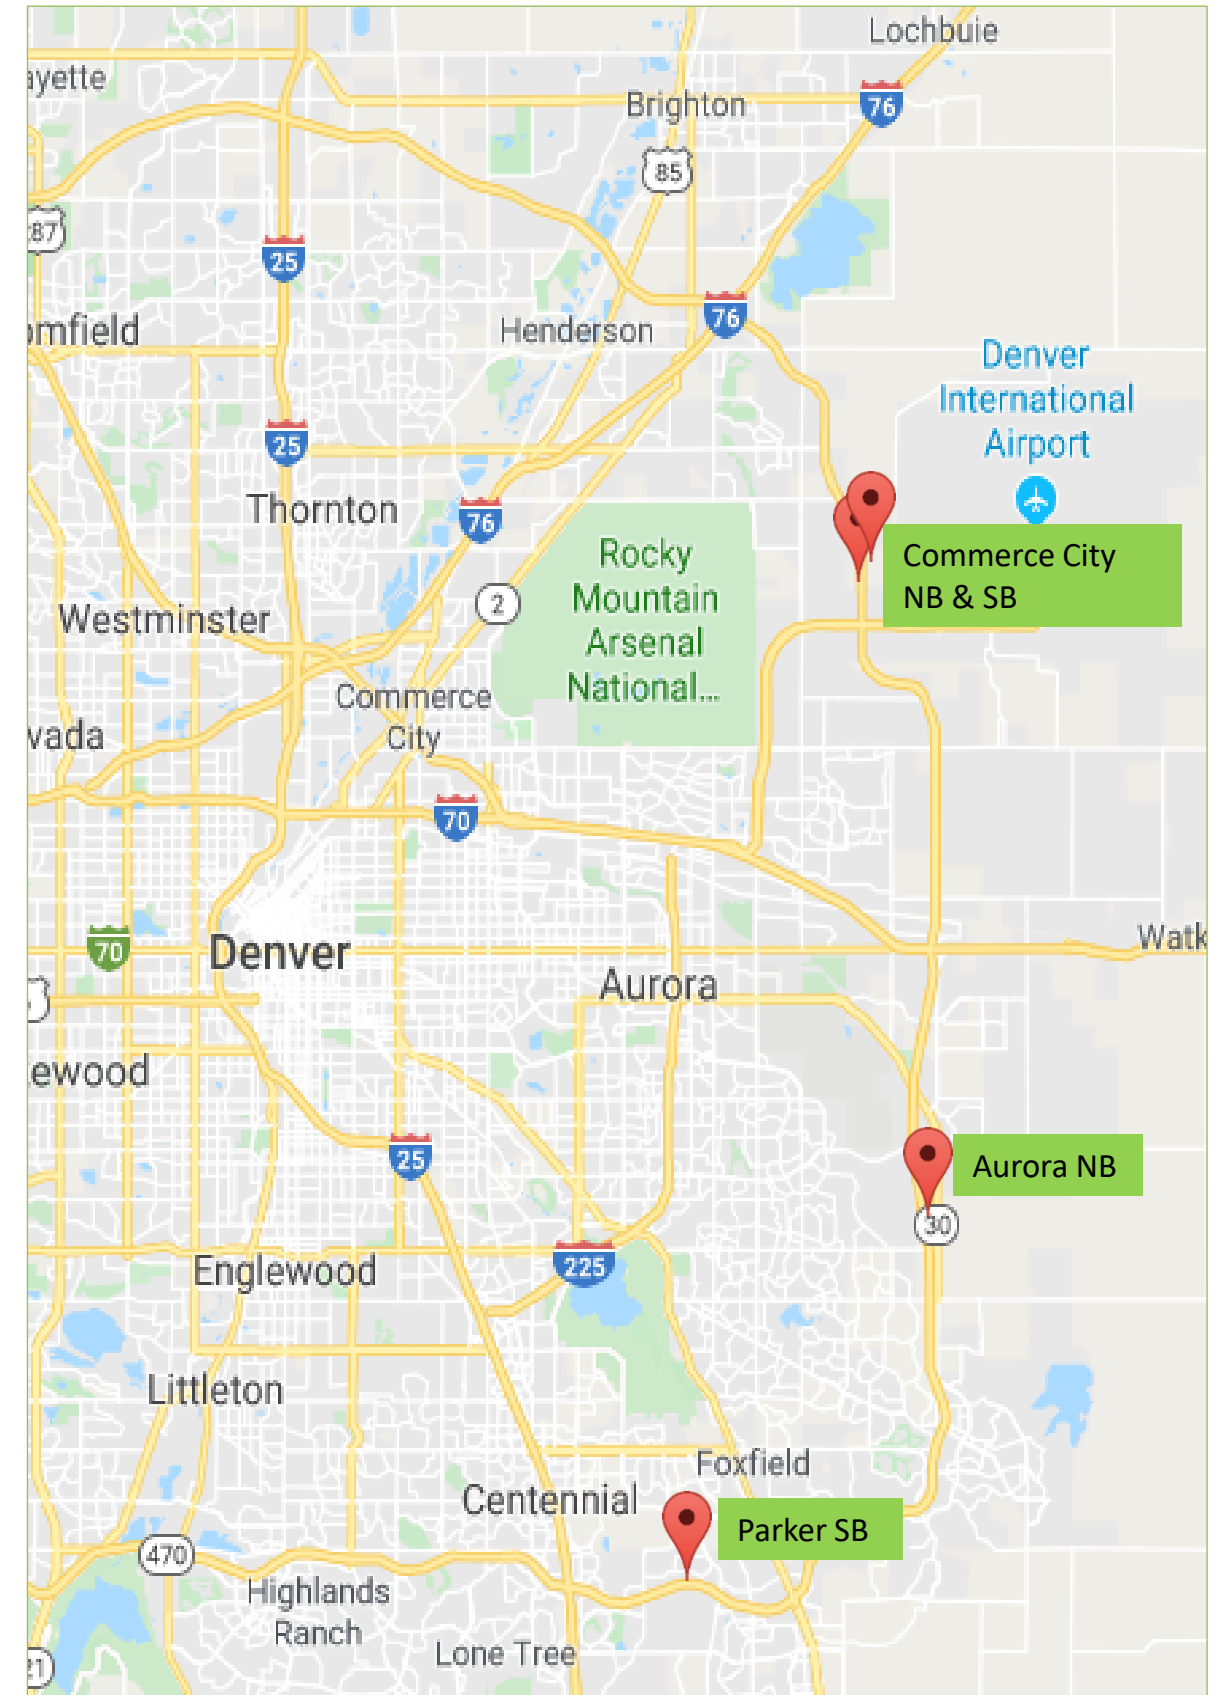 Lochbuie
ayette
Brighton
76
85
87
25
76
omfield
Henderson
Denver
International
Airport
25
Thornton
76
Rocky
Mountain
Arsenal
National...
Commerce City
NB & SB
2
Westminster
Commerce
City
vada
70
70
Denver
Watk
Aurora
ewood
25
Aurora NB
30
225
Englewood
Littleton
Foxfield
Centennial
Parker SB
470
Highlands
Ranch
Lone Tree